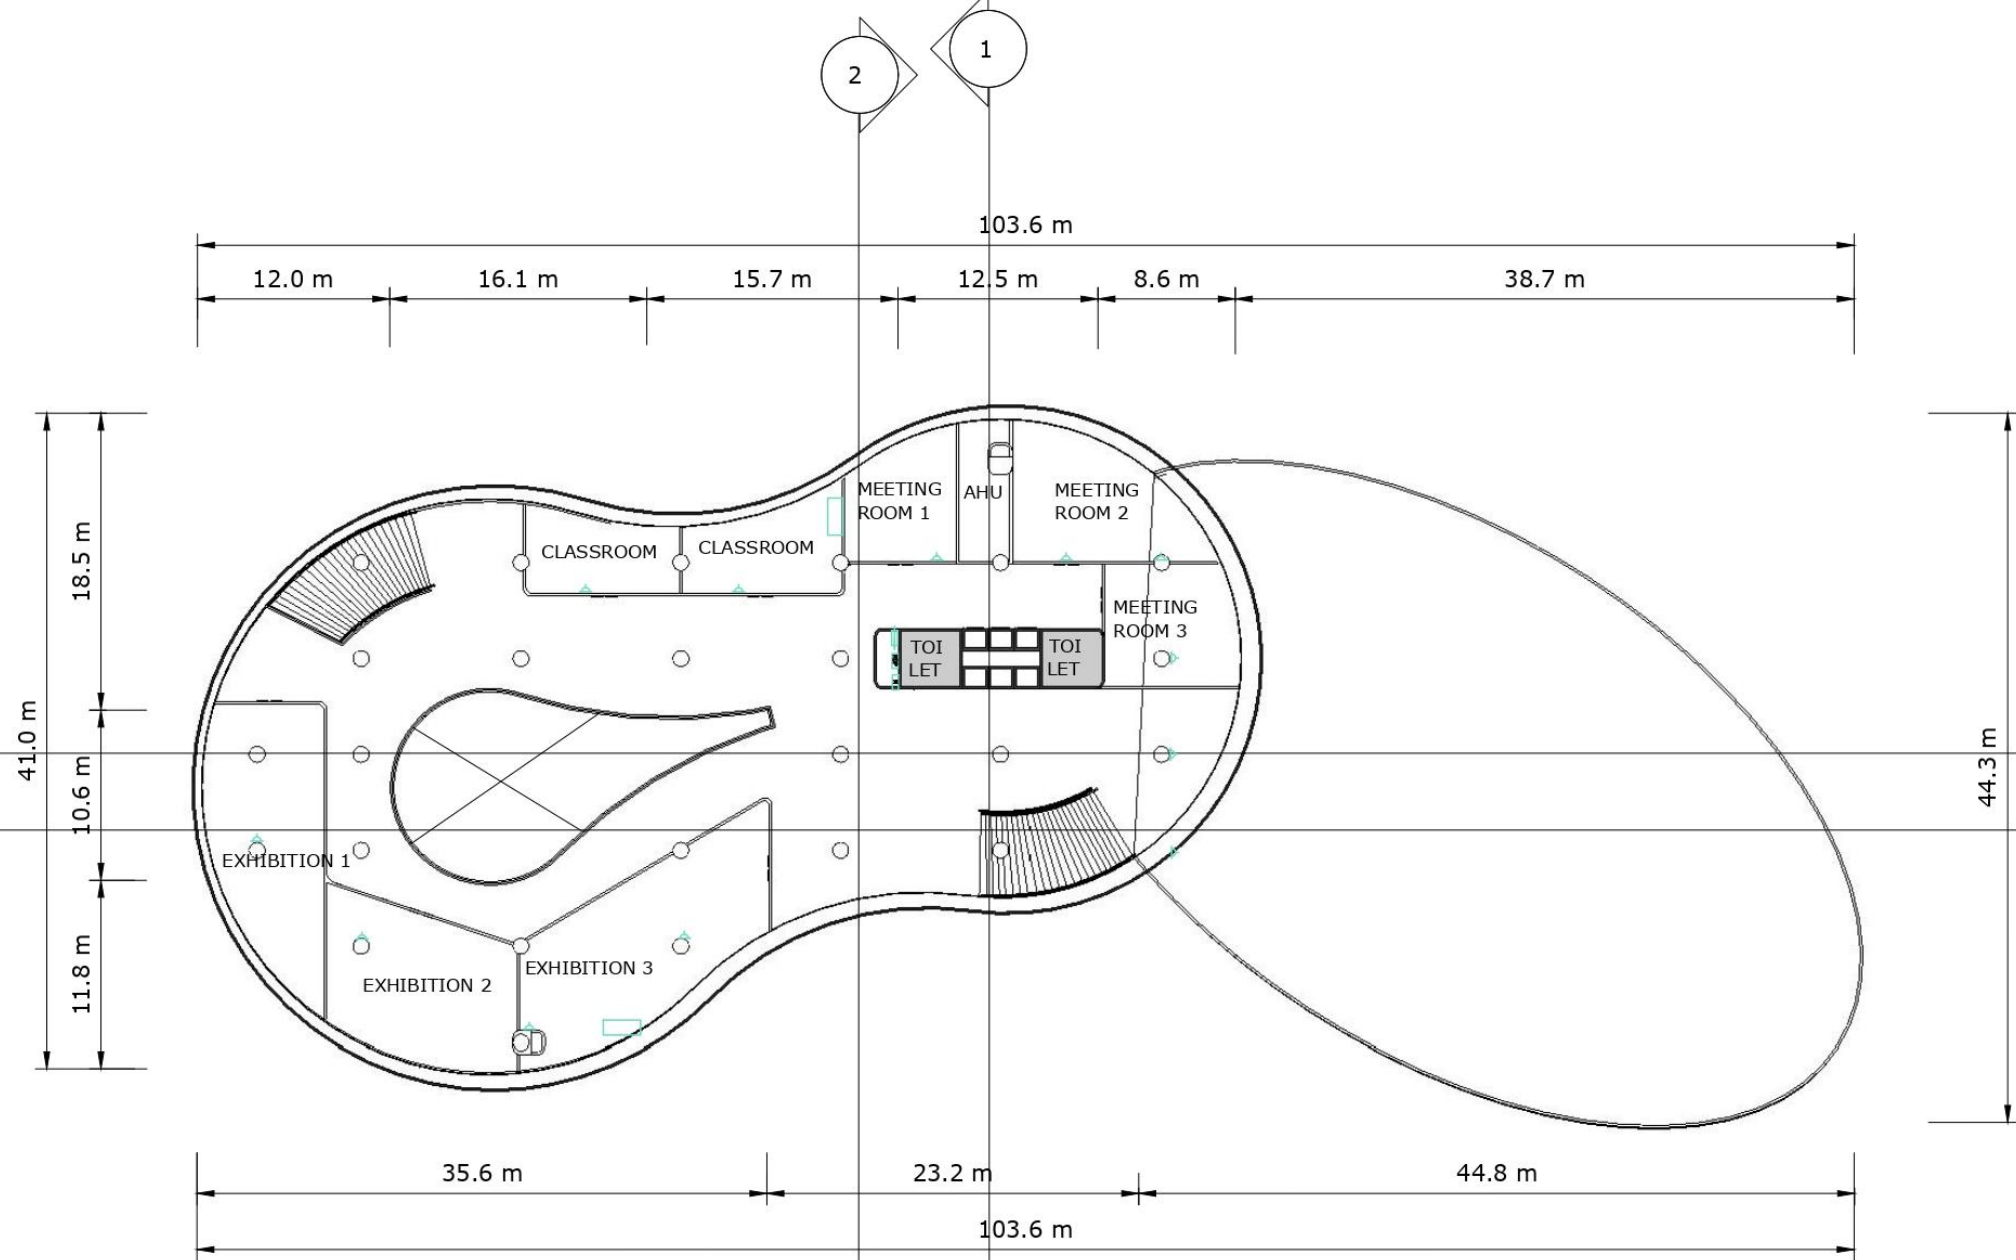 1
2
103.6 m
12.0 m
16.1 m
15.7 m
12.5 m
8.6 m
38.7 m
MEETING
ROOM 1
AHU
MEETING
ROOM 2
CLASSROOM
CLASSROOM
MEETING
ROOM 3
TOI
LET
TOI
LET
18.5 m
41.0 m
10.6 m
11.8 m
44.3 m
EXHIBITION 1
EXHIBITION 2
EXHIBITION 3
35.6 m
23.2 m
44.8 m
103.6 m